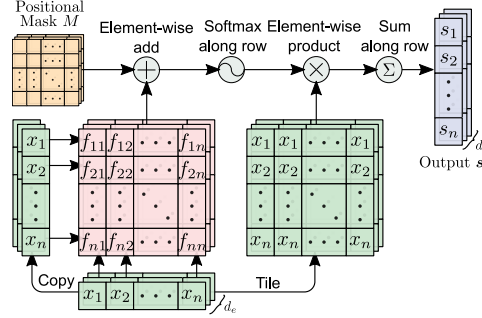 Positional
Mask M
Element-wise
add
Softmax
along row
Element-wise
product
Sum
along row
s₁
s₂
sₙ
d
Output s
x₁
x₂
xₙ
f₁₁ f₁₂ ··· f₁ₙ
f₂₁ f₂₂ ··· f₂ₙ
fₙ₁ fₙ₂ ··· fₙₙ
x₁ x₁ ··· x₁
x₂ x₂ ··· x₂
xₙ xₙ ··· xₙ
Copy
x₁ x₂ ··· xₙ
dₑ
Tile
+
×
Σ